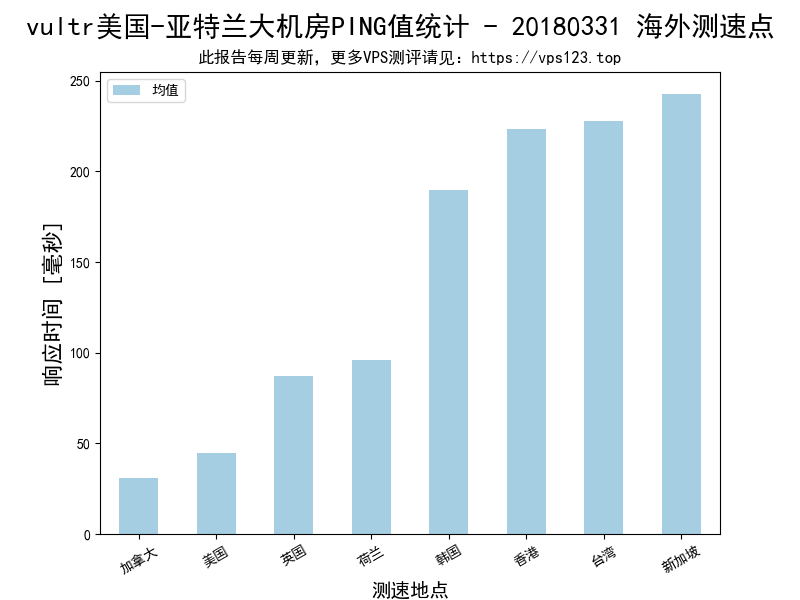 vultr美国-亚特兰大机房PING值统计 - 20180331 海外测速点
此报告每周更新，更多VPS测评请见：https://vps123.top
均值
250
200
150
100
50
0
响应时间 [毫秒]
加拿大 美国 英国 荷兰 韩国 香港 台湾 新加坡
测速地点